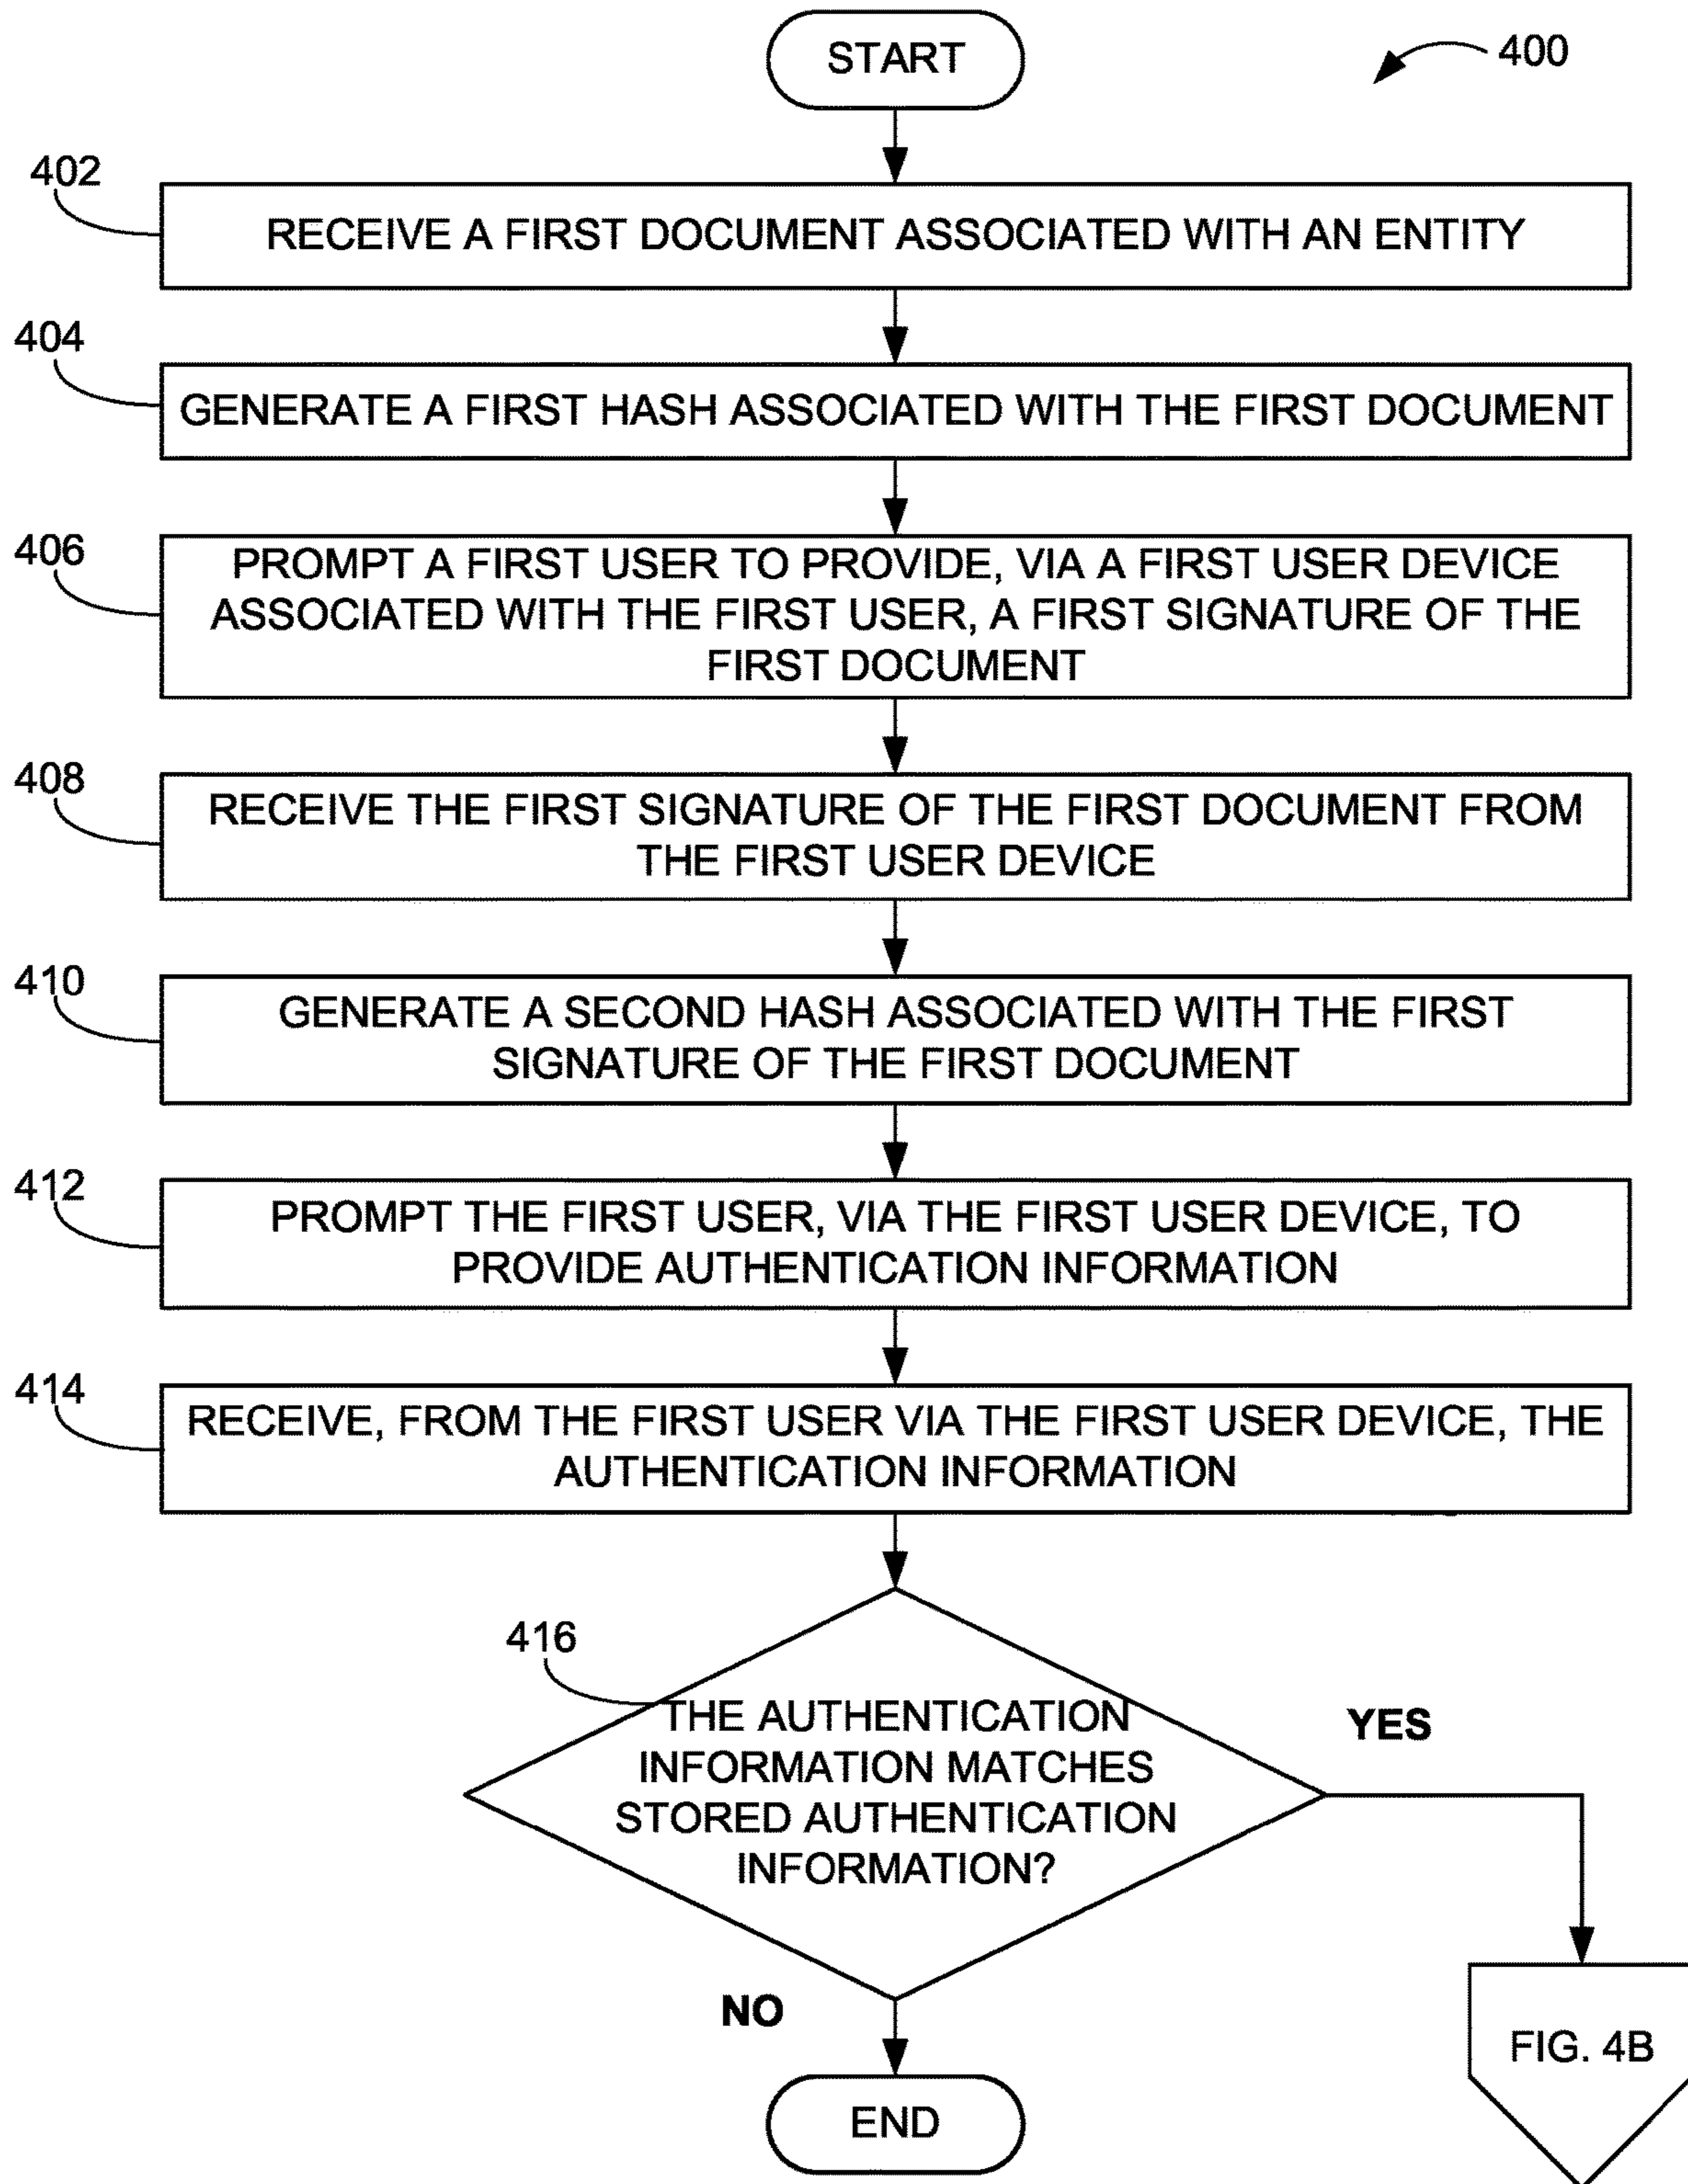 START
400
402
RECEIVE A FIRST DOCUMENT ASSOCIATED WITH AN ENTITY
404
GENERATE A FIRST HASH ASSOCIATED WITH THE FIRST DOCUMENT
406
PROMPT A FIRST USER TO PROVIDE, VIA A FIRST USER DEVICE
ASSOCIATED WITH THE FIRST USER, A FIRST SIGNATURE OF THE
FIRST DOCUMENT
408
RECEIVE THE FIRST SIGNATURE OF THE FIRST DOCUMENT FROM
THE FIRST USER DEVICE
410
GENERATE A SECOND HASH ASSOCIATED WITH THE FIRST
SIGNATURE OF THE FIRST DOCUMENT
412
PROMPT THE FIRST USER, VIA THE FIRST USER DEVICE, TO
PROVIDE AUTHENTICATION INFORMATION
414
RECEIVE, FROM THE FIRST USER VIA THE FIRST USER DEVICE, THE
AUTHENTICATION INFORMATION
416
THE AUTHENTICATION
INFORMATION MATCHES
STORED AUTHENTICATION
INFORMATION?
YES
NO
FIG. 4B
END